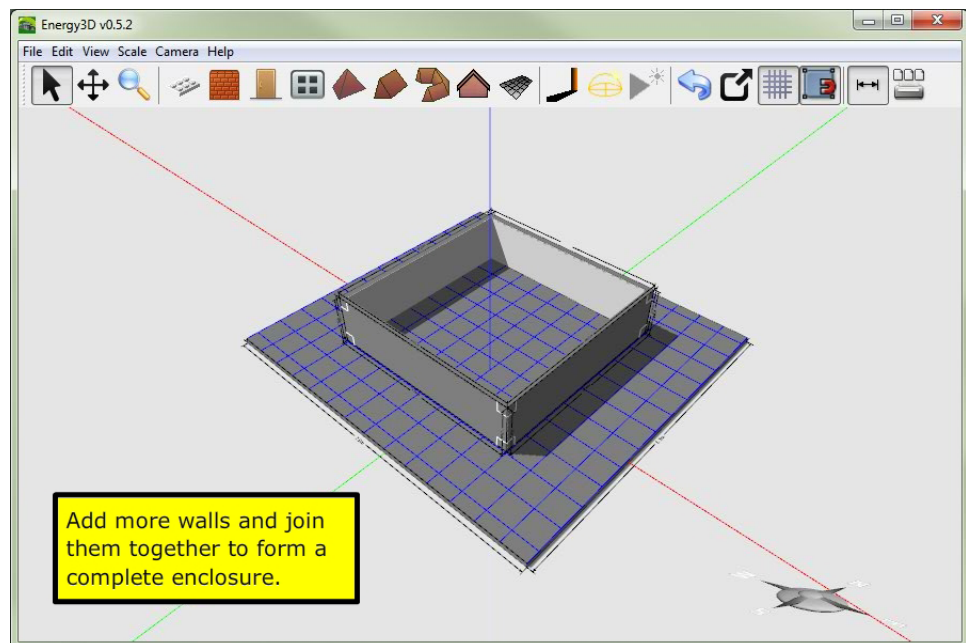 Energy3D v0.5.2
File Edit View Scale Camera Help
Add more walls and join
them together to form a
complete enclosure.